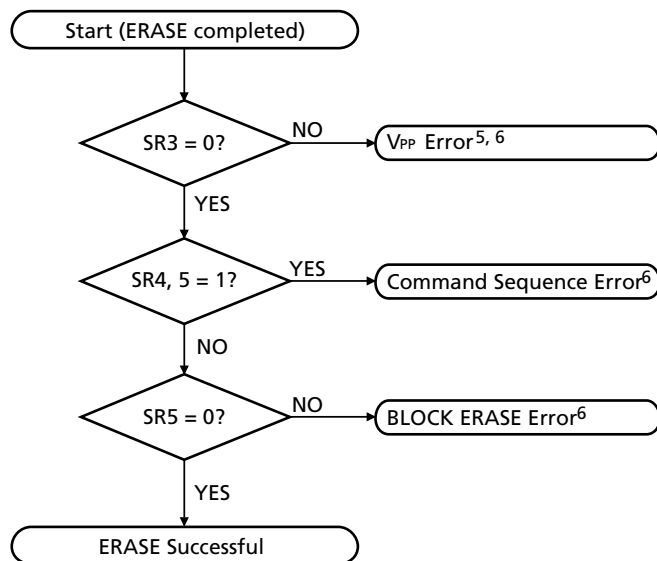 Start (ERASE completed)
SR3 = 0?
NO
VPP Error5, 6
YES
SR4, 5 = 1?
YES
Command Sequence Error6
NO
SR5 = 0?
NO
BLOCK ERASE Error6
YES
ERASE Successful